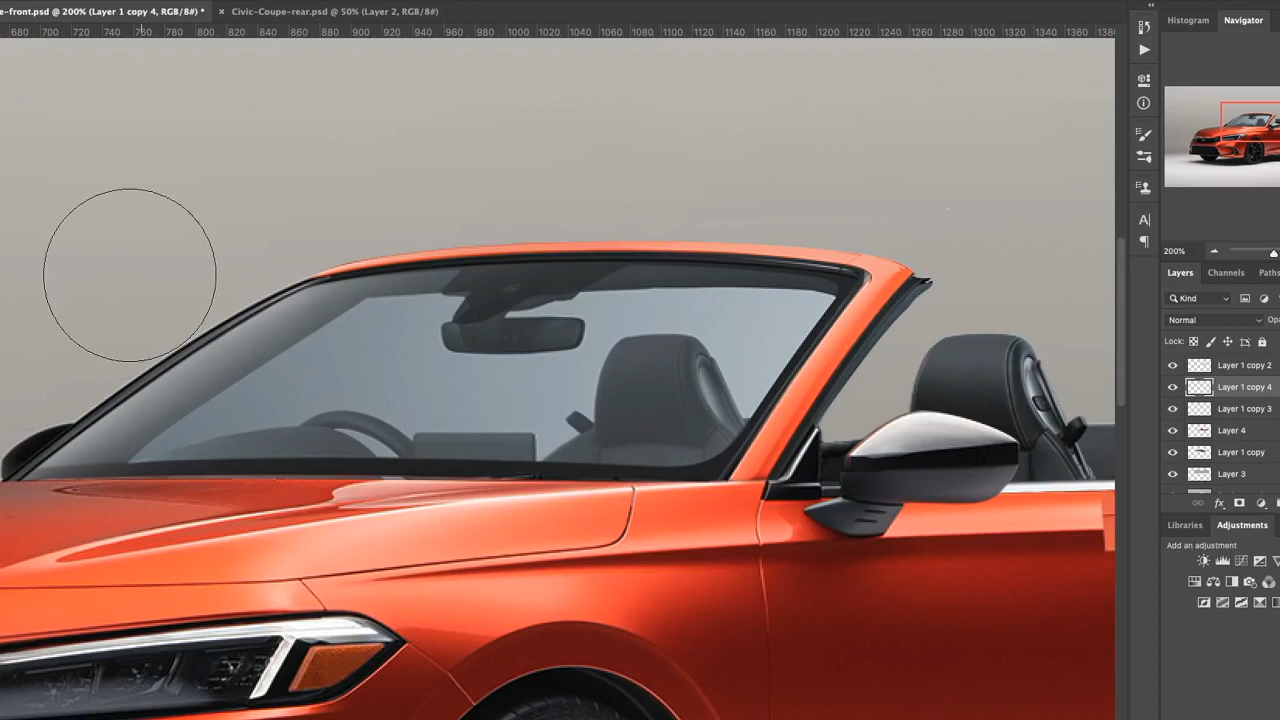 e-front.psd @ 200% (Layer 1 copy 4, RGB/8#) * × Civic-Coupe-rear.psd @ 50% (Layer 2, RGB/8#)
680 700 720 740 760 780 800 820 840 860 880 900 920 940 960 980 1000 1020 1040 1060 1080 1100 1120 1140 1160 1180 1200 1220 1240 1260 1280 1300 1320 1340 1360 1380
Histogram Navigator
200%
Layers Channels Paths
Kind
Normal Opa
Lock:
Layer 1 copy 2
Layer 1 copy 4
Layer 1 copy 3
Layer 4
Layer 1 copy
Layer 3
fx
Libraries Adjustments
Add an adjustment